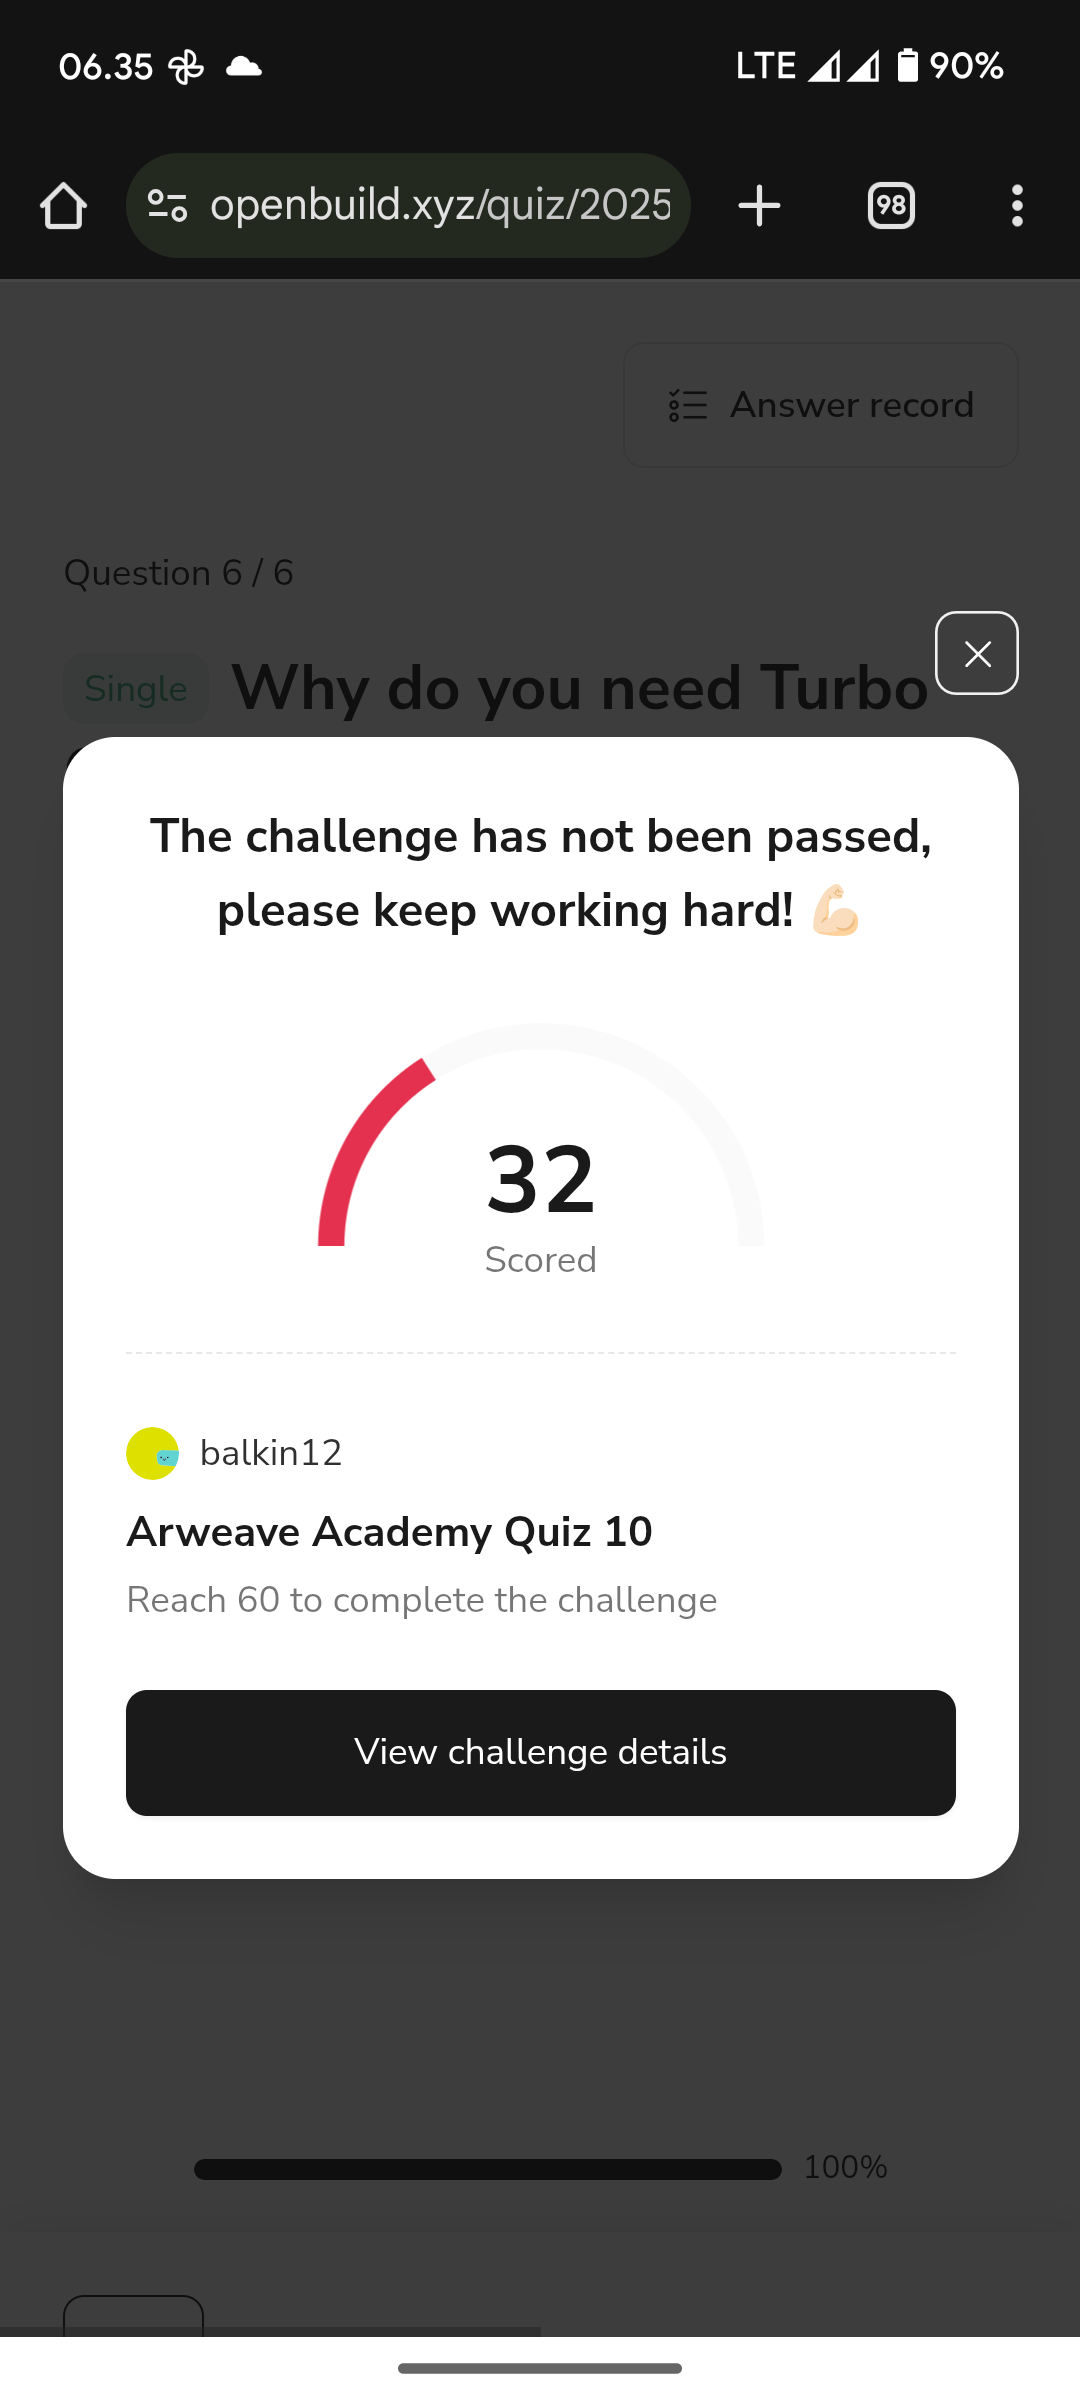 06.35 LTE 90%
openbuild.xyz/quiz/2025 98
Answer record
Question 6 / 6
Single Why do you need Turbo
The challenge has not been passed,
please keep working hard! 💪🏻
32
Scored
balkin12
Arweave Academy Quiz 10
Reach 60 to complete the challenge
View challenge details
100%